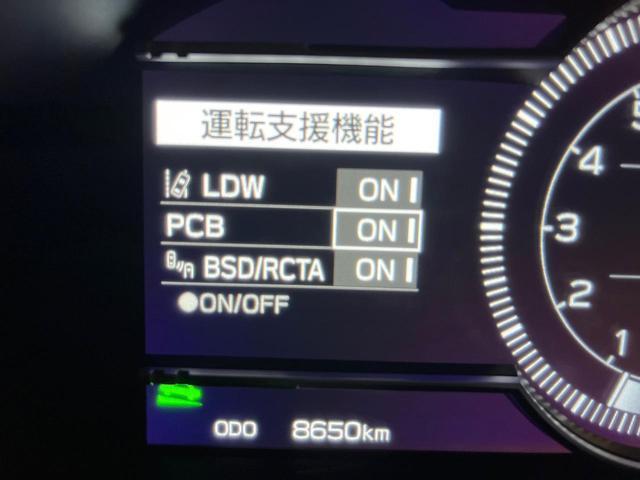 運転支援機能
LDW ON
PCB ON
BSD/RCTA ON
ON/OFF
ODO 8650km
5
4
3
2
1